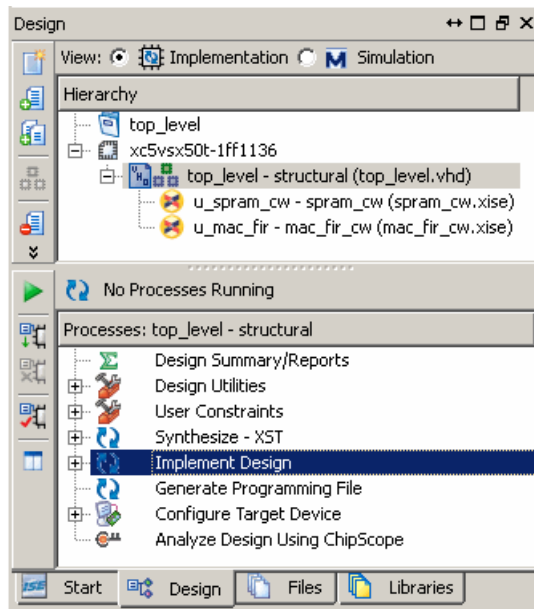 Design
View: Implementation Simulation
Hierarchy
top_level
xc5vsx50t-1ff1136
top_level - structural (top_level.vhd)
u_spram_cw - spram_cw (spram_cw.xise)
u_mac_fir - mac_fir_cw (mac_fir_cw.xise)
No Processes Running
Processes: top_level - structural
Design Summary/Reports
Design Utilities
User Constraints
Synthesize - XST
Implement Design
Generate Programming File
Configure Target Device
Analyze Design Using ChipScope
ISE Start Design Files Libraries